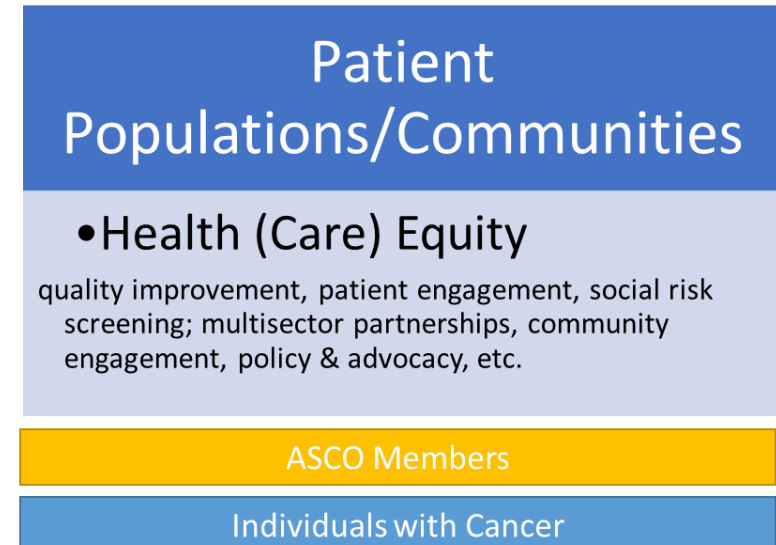 Patient
Populations/Communities
•Health (Care) Equity
quality improvement, patient engagement, social risk
screening; multisector partnerships, community
engagement, policy & advocacy, etc.
ASCO Members
Individuals with Cancer